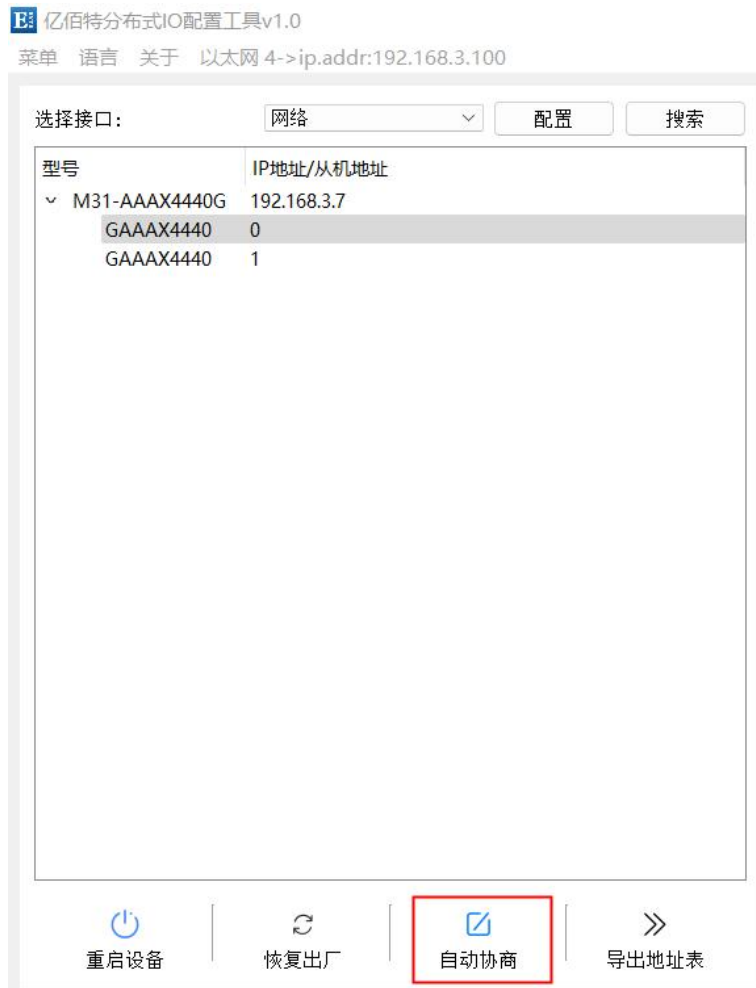 亿佰特分布式IO配置工具v1.0
菜单 语言 关于 以太网 4->ip.addr:192.168.3.100
选择接口： 网络 配置 搜索
型号 IP地址/从机地址
M31-AAAX4440G 192.168.3.7
GAAAX4440 0
GAAAX4440 1
重启设备 恢复出厂 自动协商 导出地址表